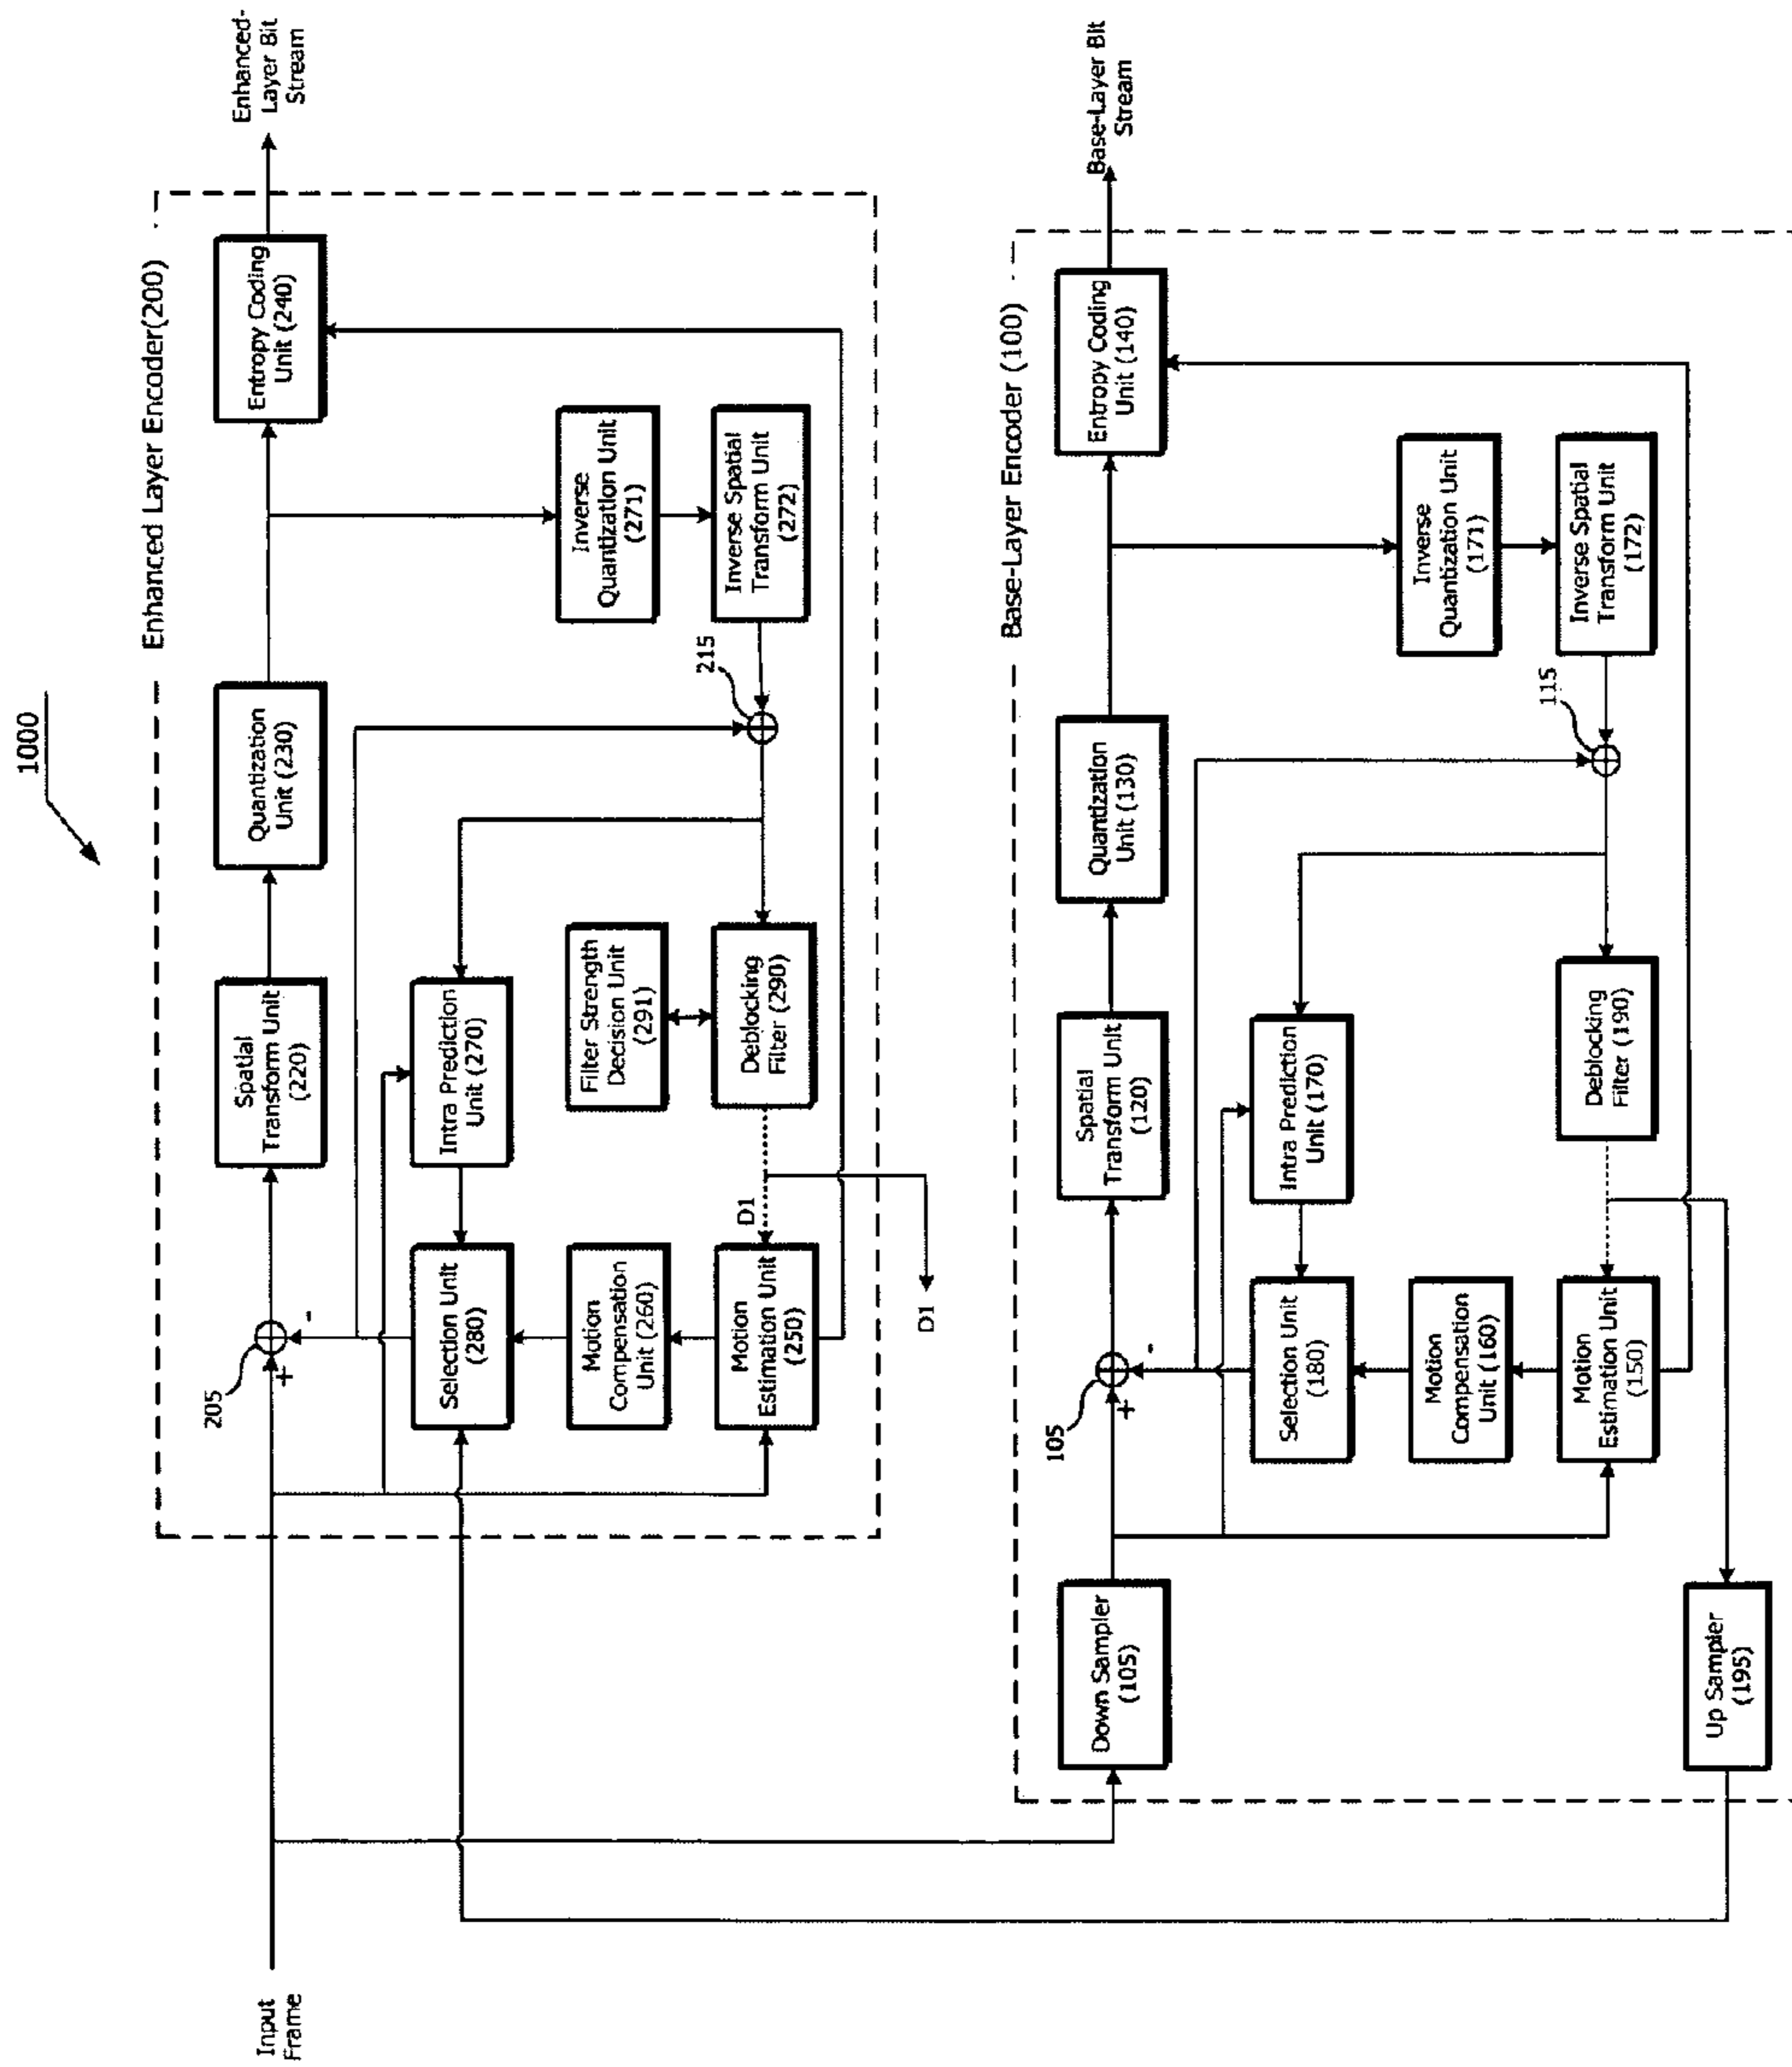 1000
Enhanced Layer Encoder(200)
Input
Frame
205
+
-
Spatial
Transform Unit
(220)
Quantization
Unit (230)
Entropy Coding
Unit (240)
Enhanced-
Layer Bit
Stream
Selection Unit
(280)
Intra Prediction
Unit (270)
Motion
Compensation
Unit (260)
Filter Strength
Decision Unit
(291)
Inverse
Quantization Unit
(271)
Motion
Estimation Unit
(250)
D1
Deblocking
Filter (290)
215
Inverse Spatial
Transform Unit
(272)
D1
Base-Layer Encoder (100)
Down Sampler
(105)
105
+
-
Spatial
Transform Unit
(120)
Quantization
Unit (130)
Entropy Coding
Unit (140)
Base-Layer Bit
Stream
Selection Unit
(180)
Intra Prediction
Unit (170)
Motion
Compensation
Unit (160)
Inverse
Quantization Unit
(171)
Motion
Estimation Unit
(150)
Deblocking
Filter (190)
115
Inverse Spatial
Transform Unit
(172)
Up Sampler
(195)